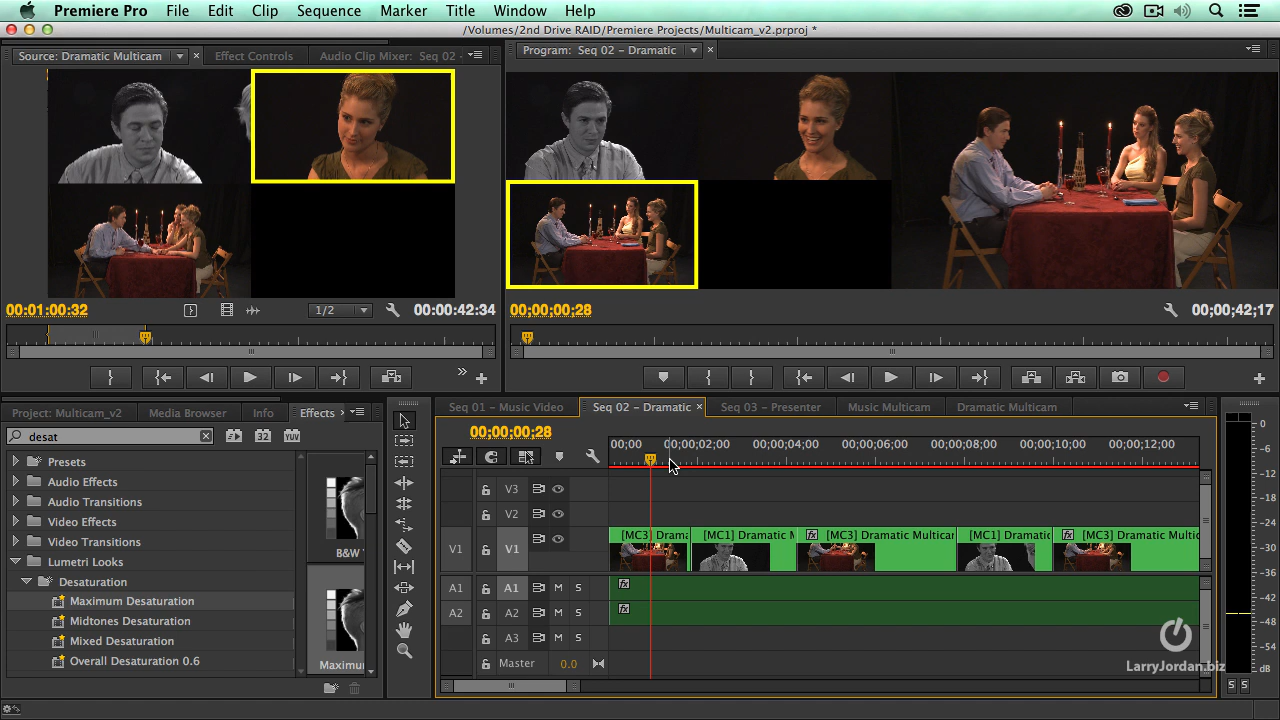 Premiere Pro File Edit Clip Sequence Marker Title Window Help
/Volumes/2nd Drive RAID/Premiere Projects/Multicam_v2.prproj *
Source: Dramatic Multicam × Effect Controls Audio Clip Mixer: Seq 02 -
Program: Seq 02 – Dramatic ×
00:01:00:32 1/2 00:00:42:34
00;00;00;28 00;00;42;17
Project: Multicam_v2 Media Browser Info Effects
desat 32 YUV
Presets
Audio Effects
Audio Transitions
Video Effects
Video Transitions
Lumetri Looks
Desaturation
Maximum Desaturation
Midtones Desaturation
Mixed Desaturation
Overall Desaturation 0.6
B&W
Maximu
Seq 01 – Music Video Seq 02 – Dramatic × Seq 03 – Presenter Music Multicam Dramatic Multicam
00;00;00;28
00;00 00;00;02;00 00;00;04;00 00;00;06;00 00;00;08;00 00;00;10;00 00;00;12;00
V3
V2
V1 V1
[MC3] Drama [MC1] Dramatic M fx [MC3] Dramatic Multicar [MC1] Dramatic fx [MC3] Dramatic Multic
A1 A1 M S fx
A2 A2 M S fx
A3 M S
Master 0.0
0
-6
-12
-18
-24
-30
-36
-42
-48
-54
dB
S S
LarryJordan.biz